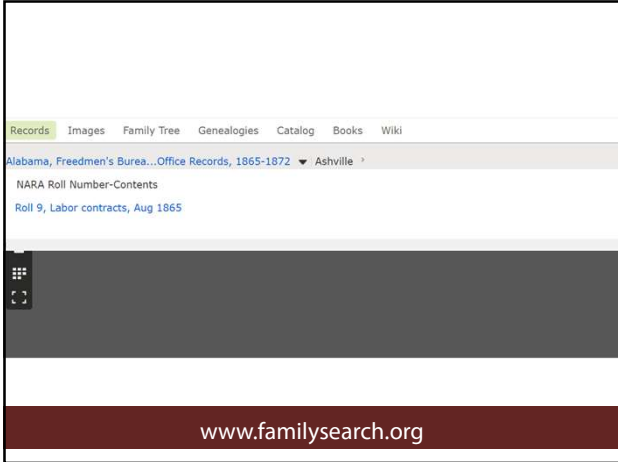 Records Images Family Tree Genealogies Catalog Books Wiki
Alabama, Freedmen's Burea...Office Records, 1865-1872 Ashville
NARA Roll Number-Contents
Roll 9, Labor contracts, Aug 1865
www.familysearch.org